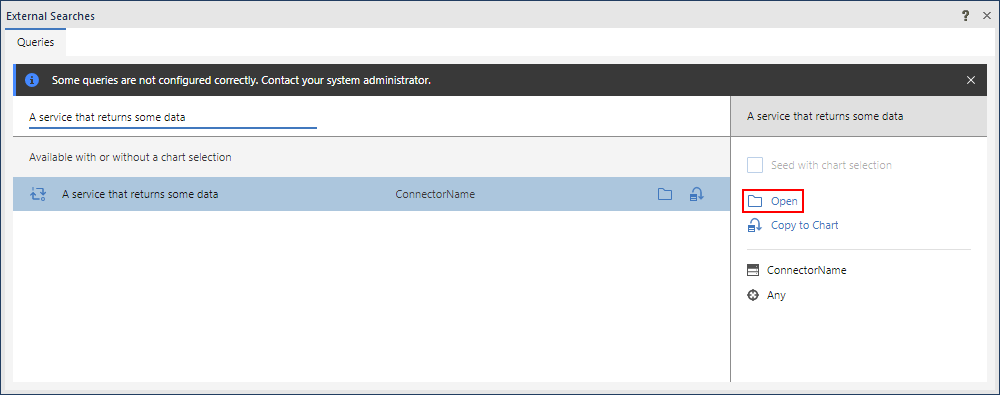 External Searches
?
Queries
Some queries are not configured correctly. Contact your system administrator.
A service that returns some data
Available with or without a chart selection
A service that returns some data ConnectorName
A service that returns some data
Seed with chart selection
Open
Copy to Chart
ConnectorName
Any